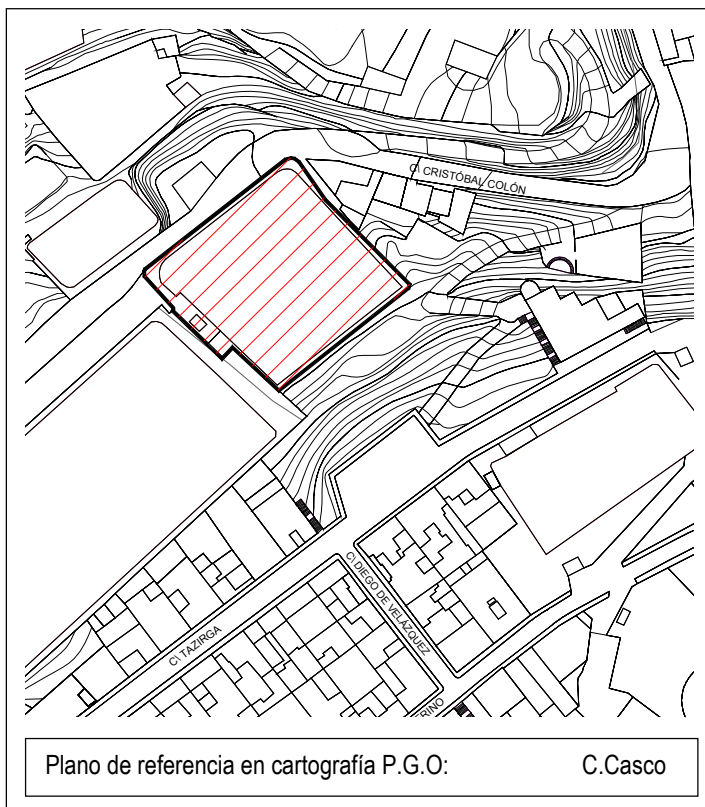 C\ CRISTÓBAL COLÓN
C\ DIEGO DE VELÁZQUEZ
C\ TAZIRGA
Plano de referencia en cartografía P.G.O: C.Casco